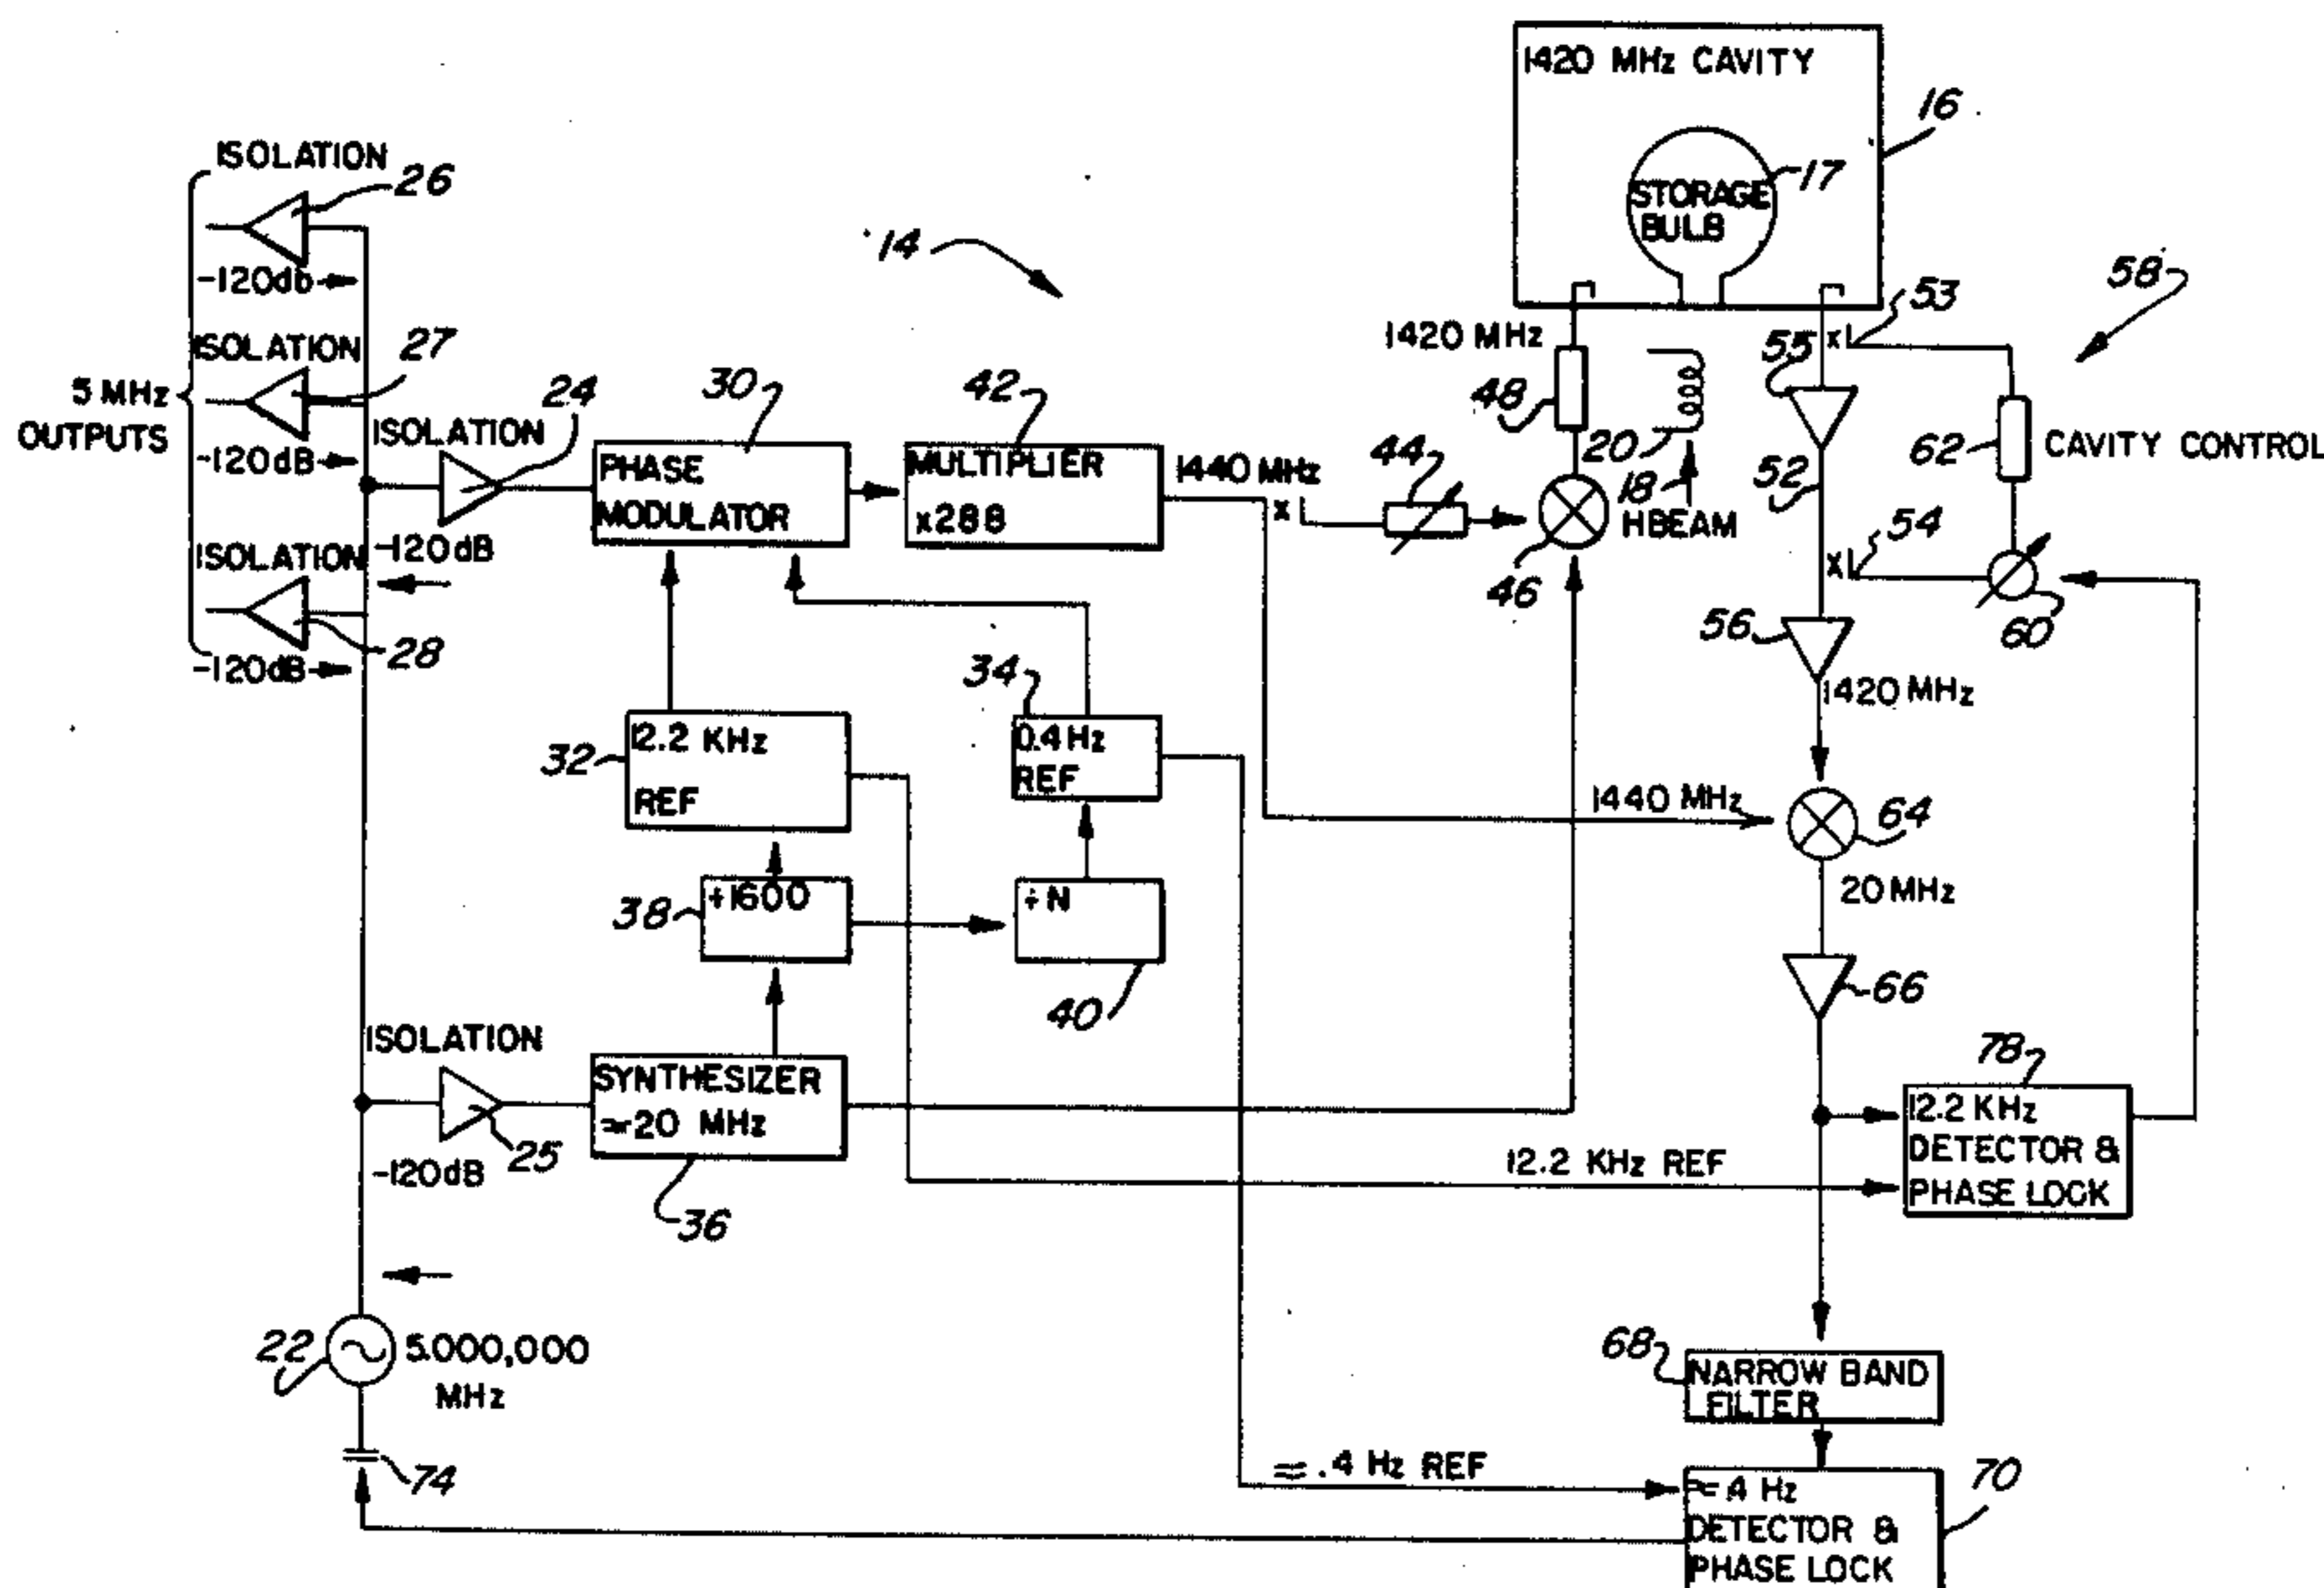 1420 MHz CAVITY
16
STORAGE
BULB
17
ISOLATION
26
-120db
14
ISOLATION
27
5 MHz
OUTPUTS
-120dB
ISOLATION
24
ISOLATION
-120dB
28
-120dB
30
PHASE
MODULATOR
42
MULTIPLIER
x288
1440 MHz
x
44
1420 MHz
48
20
18
H BEAM
46
x
53
55
58
62
CAVITY CONTROL
52
x
54
60
56
1420 MHz
32
12.2 KHz
REF
34
0.4 Hz
REF
1440 MHz
64
20 MHz
38
÷1600
÷N
40
66
ISOLATION
25
-120dB
SYNTHESIZER
≈20 MHz
36
12.2 KHz REF
78
12.2 KHz
DETECTOR &
PHASE LOCK
22
5.000,000
MHz
74
68
NARROW BAND
FILTER
≈ .4 Hz REF
≈ .4 Hz
DETECTOR &
PHASE LOCK
70